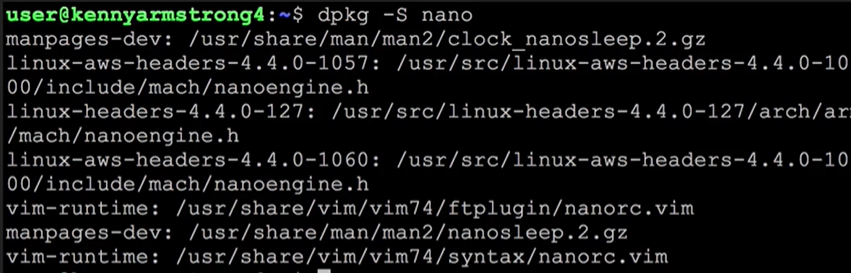 user@kennyarmstrong4:~$ dpkg -S nano
manpages-dev: /usr/share/man/man2/clock_nanosleep.2.gz
linux-aws-headers-4.4.0-1057: /usr/src/linux-aws-headers-4.4.0-10
00/include/mach/nanoengine.h
linux-headers-4.4.0-127: /usr/src/linux-headers-4.4.0-127/arch/ar
/mach/nanoengine.h
linux-aws-headers-4.4.0-1060: /usr/src/linux-aws-headers-4.4.0-10
00/include/mach/nanoengine.h
vim-runtime: /usr/share/vim/vim74/ftplugin/nanorc.vim
manpages-dev: /usr/share/man/man2/nanosleep.2.gz
vim-runtime: /usr/share/vim/vim74/syntax/nanorc.vim